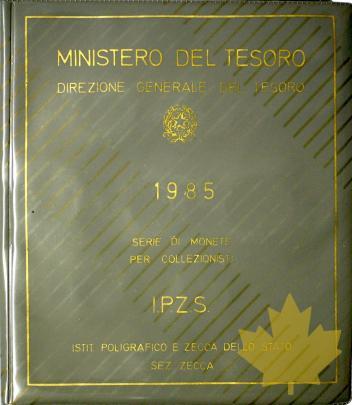 MINISTERO DEL TESORO
DIREZIONE GENERALE DEL TESORO
1985
SERIE DI MONETE
PER COLLEZIONISTI
I.P.Z.S.
ISTIT. POLIGRAFICO E ZECCA DELLO STATO
SEZ. ZECCA